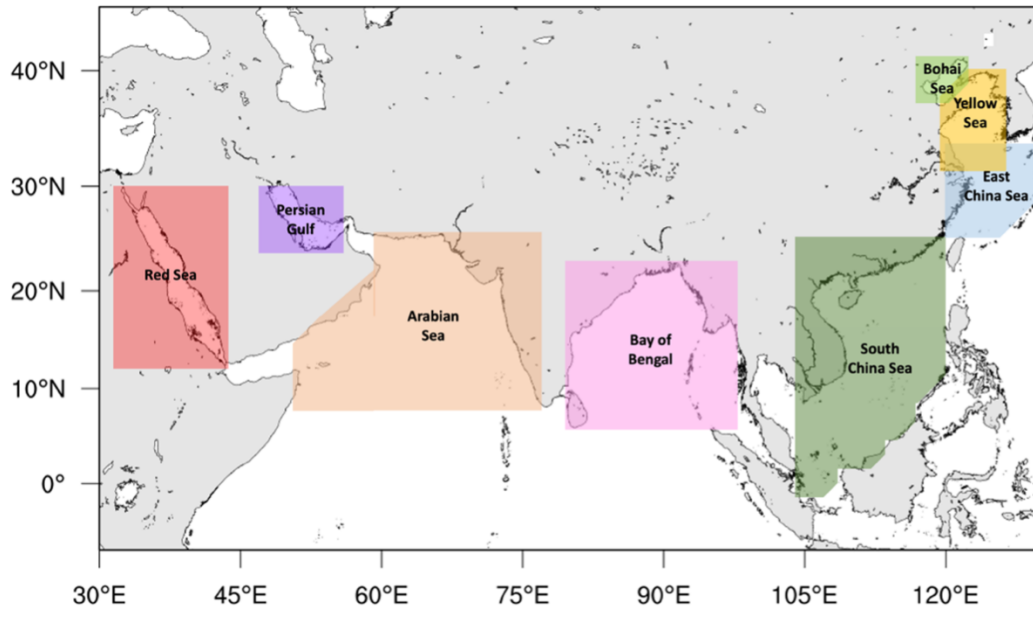 40°N
30°N
20°N
10°N
0°
Bohai
Sea
Yellow
Sea
East
China Sea
Persian
Gulf
Red Sea
Arabian
Sea
Bay of
Bengal
South
China Sea
30°E
45°E
60°E
75°E
90°E
105°E
120°E